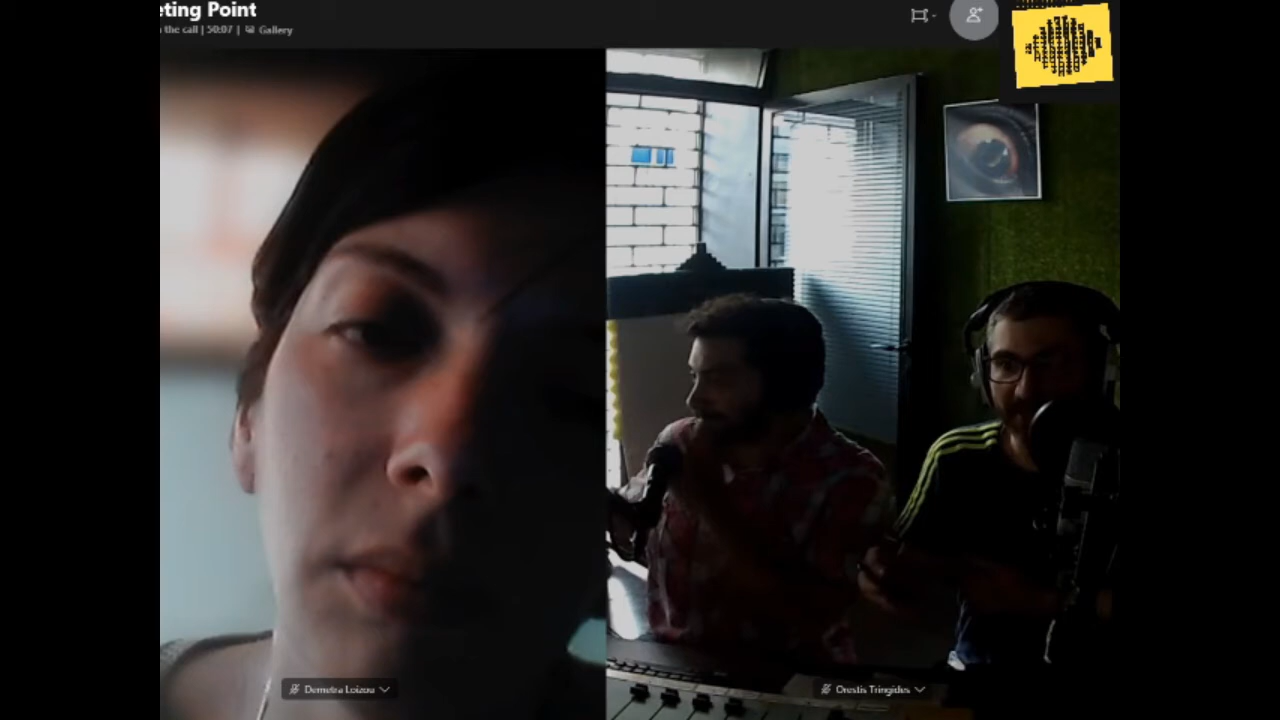 eting Point
the call | 50:07 | Gallery
Demetra Loizou
Orestis Tringides